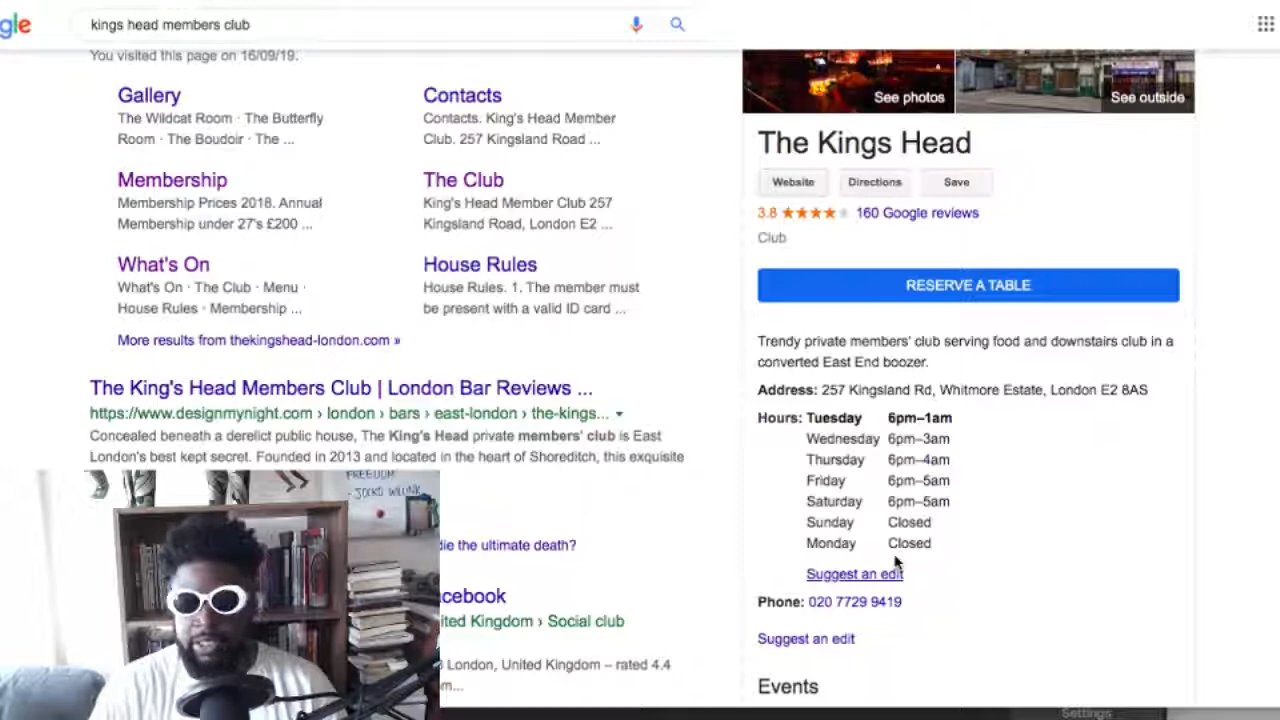 gle
kings head members club
You visited this page on 16/09/19.
Gallery
The Wildcat Room · The Butterfly
Room · The Boudoir · The ...
Contacts
Contacts. King's Head Member
Club. 257 Kingsland Road ...
Membership
Membership Prices 2018. Annual
Membership under 27's £200 ...
The Club
King's Head Member Club 257
Kingsland Road, London E2 ...
What's On
What's On · The Club · Menu ·
House Rules · Membership ...
House Rules
House Rules. 1. The member must
be present with a valid ID card ...
More results from thekingshead-london.com »
The King's Head Members Club | London Bar Reviews ...
https://www.designmynight.com › london › bars › east-london › the-kings...
Concealed beneath a derelict public house, The King's Head private members' club is East
London's best kept secret. Founded in 2013 and located in the heart of Shoreditch, this exquisite
FREEDOM
- JOCKO WILLINK
die the ultimate death?
cebook
ited Kingdom › Social club
London, United Kingdom – rated 4.4
m...
See photos
See outside
The Kings Head
Website
Directions
Save
3.8 160 Google reviews
Club
RESERVE A TABLE
Trendy private members' club serving food and downstairs club in a
converted East End boozer.
Address: 257 Kingsland Rd, Whitmore Estate, London E2 8AS
Hours: Tuesday 6pm–1am
Wednesday 6pm–3am
Thursday 6pm–4am
Friday 6pm–5am
Saturday 6pm–5am
Sunday Closed
Monday Closed
Suggest an edit
Phone: 020 7729 9419
Suggest an edit
Events
Settings